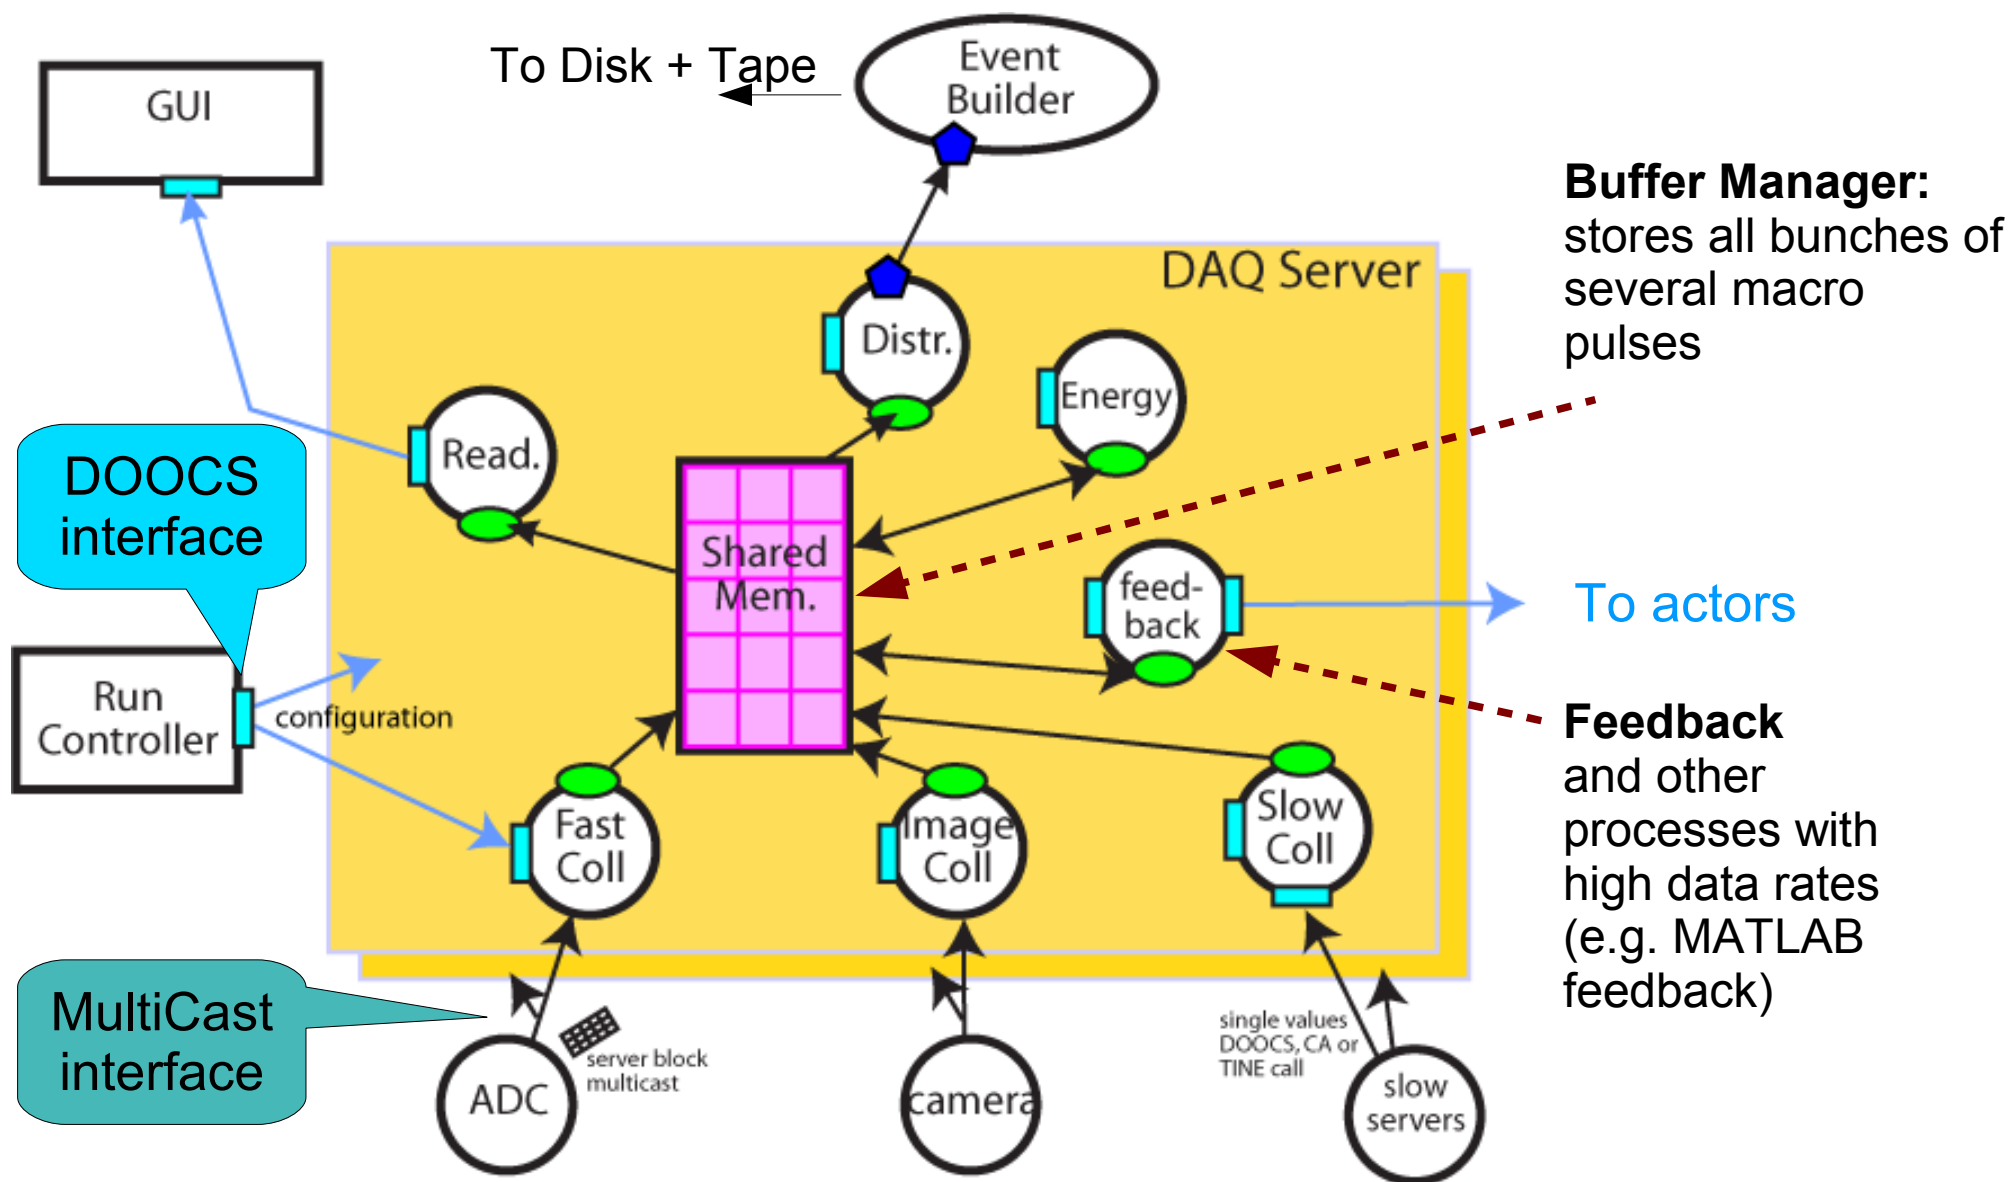 To Disk + Tape
Event
Builder
GUI
Buffer Manager:
stores all bunches of
several macro
pulses
DAQ Server
Distr.
Energy
Read.
DOOCS
interface
Shared
Mem.
feed-
back
To actors
Run
Controller
configuration
Feedback
and other
processes with
high data rates
(e.g. MATLAB
feedback)
Fast
Coll
Image
Coll
Slow
Coll
MultiCast
interface
server block
multicast
single values
DOOCS, CA or
TINE call
ADC
camera
slow
servers